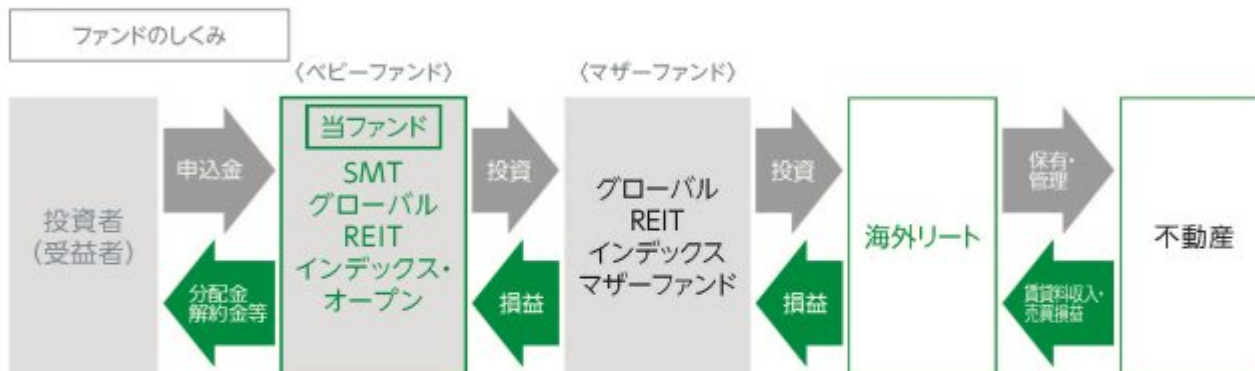 ファンドのしくみ
〈ベビーファンド〉
〈マザーファンド〉
投資者
(受益者)
申込金
分配金
解約金等
当ファンド
SMT
グローバル
REIT
インデックス・
オープン
投資
損益
グローバル
REIT
インデックス
マザーファンド
投資
損益
海外リート
保有・
管理
賃貸料収入・
売買損益
不動産